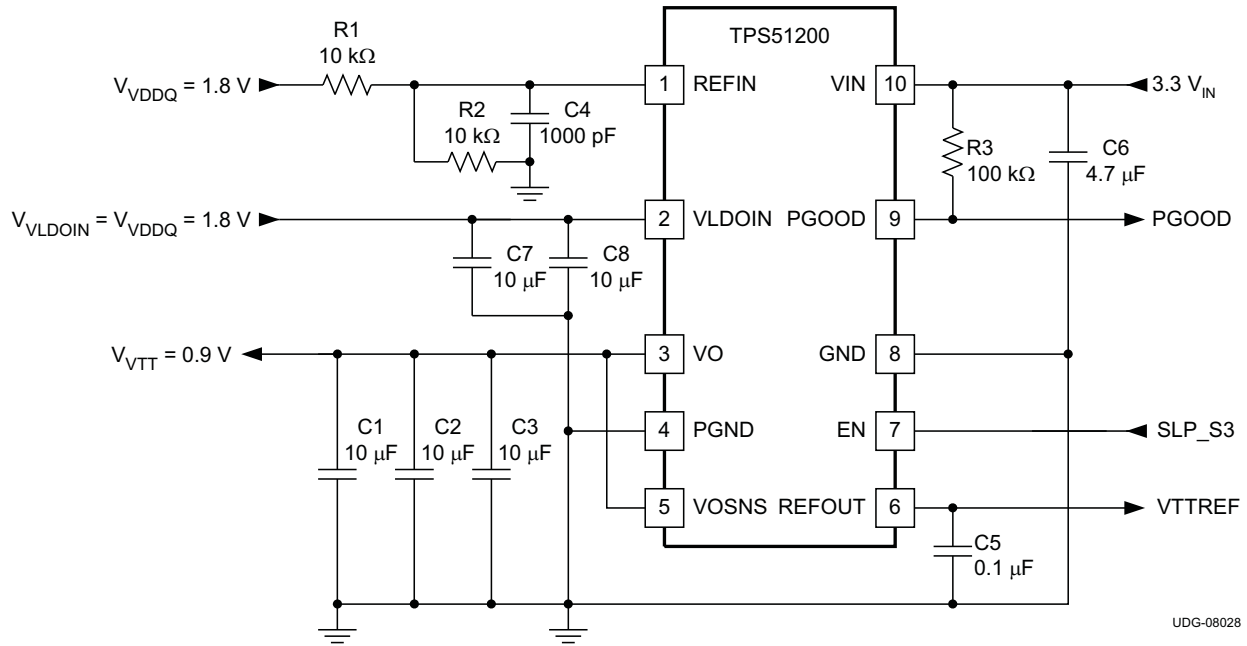 TPS51200
R1
10 kΩ
V_VDDQ = 1.8 V
1 REFIN
VIN 10
3.3 V_IN
R2
10 kΩ
C4
1000 pF
R3
100 kΩ
C6
4.7 µF
V_VLDOIN = V_VDDQ = 1.8 V
2 VLDOIN
PGOOD 9
PGOOD
C7
10 µF
C8
10 µF
V_VTT = 0.9 V
3 VO
GND 8
C1
10 µF
C2
10 µF
C3
10 µF
4 PGND
EN 7
SLP_S3
5 VOSNS
REFOUT 6
VTTREF
C5
0.1 µF
UDG-08028